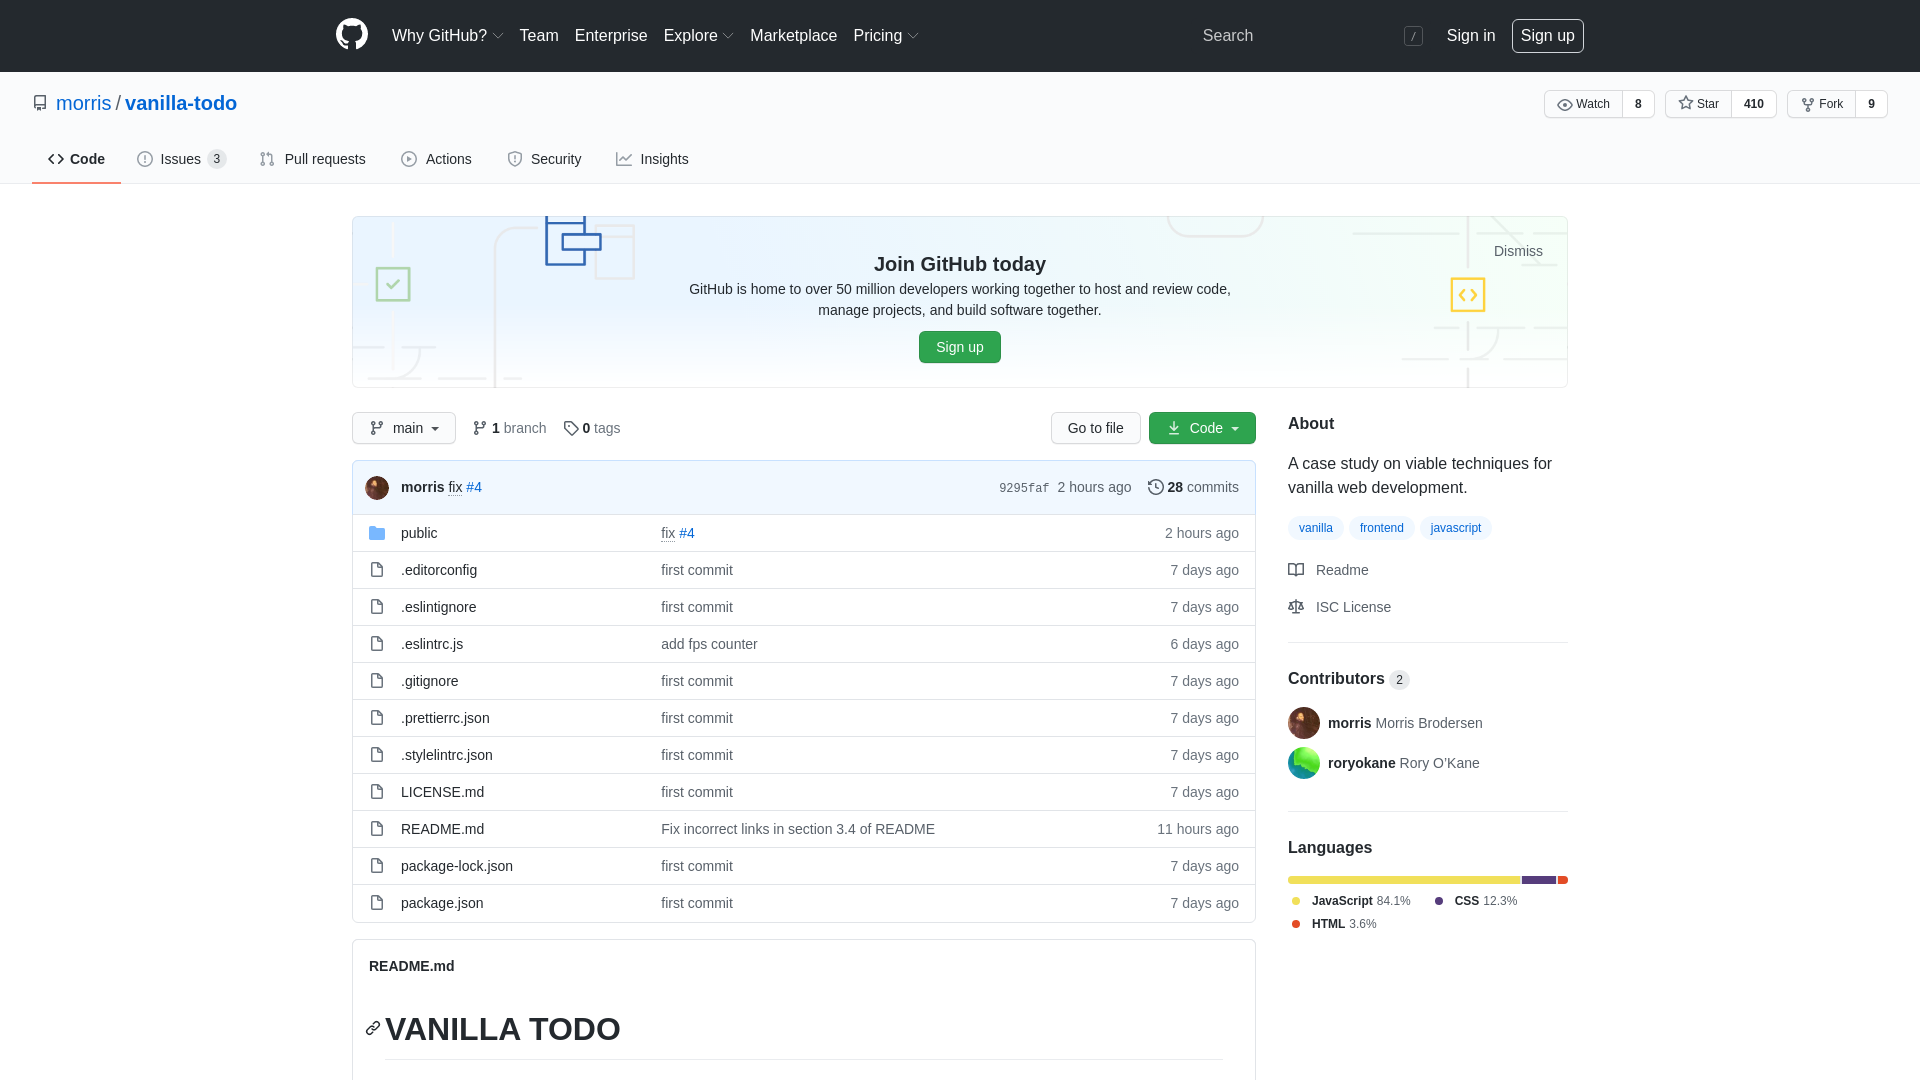 Why GitHub? Team Enterprise Explore Marketplace Pricing Search / Sign in Sign up
morris / vanilla-todo Watch 8 Star 410 Fork 9
Code Issues 3 Pull requests Actions Security Insights
Dismiss
Join GitHub today
GitHub is home to over 50 million developers working together to host and review code,
manage projects, and build software together.
Sign up
main 1 branch 0 tags Go to file Code
morris fix #4 9295faf 2 hours ago 28 commits
public fix #4 2 hours ago
.editorconfig first commit 7 days ago
.eslintignore first commit 7 days ago
.eslintrc.js add fps counter 6 days ago
.gitignore first commit 7 days ago
.prettierrc.json first commit 7 days ago
.stylelintrc.json first commit 7 days ago
LICENSE.md first commit 7 days ago
README.md Fix incorrect links in section 3.4 of README 11 hours ago
package-lock.json first commit 7 days ago
package.json first commit 7 days ago
README.md
VANILLA TODO
About
A case study on viable techniques for
vanilla web development.
vanilla frontend javascript
Readme
ISC License
Contributors 2
morris Morris Brodersen
roryokane Rory O’Kane
Languages
JavaScript 84.1% CSS 12.3%
HTML 3.6%